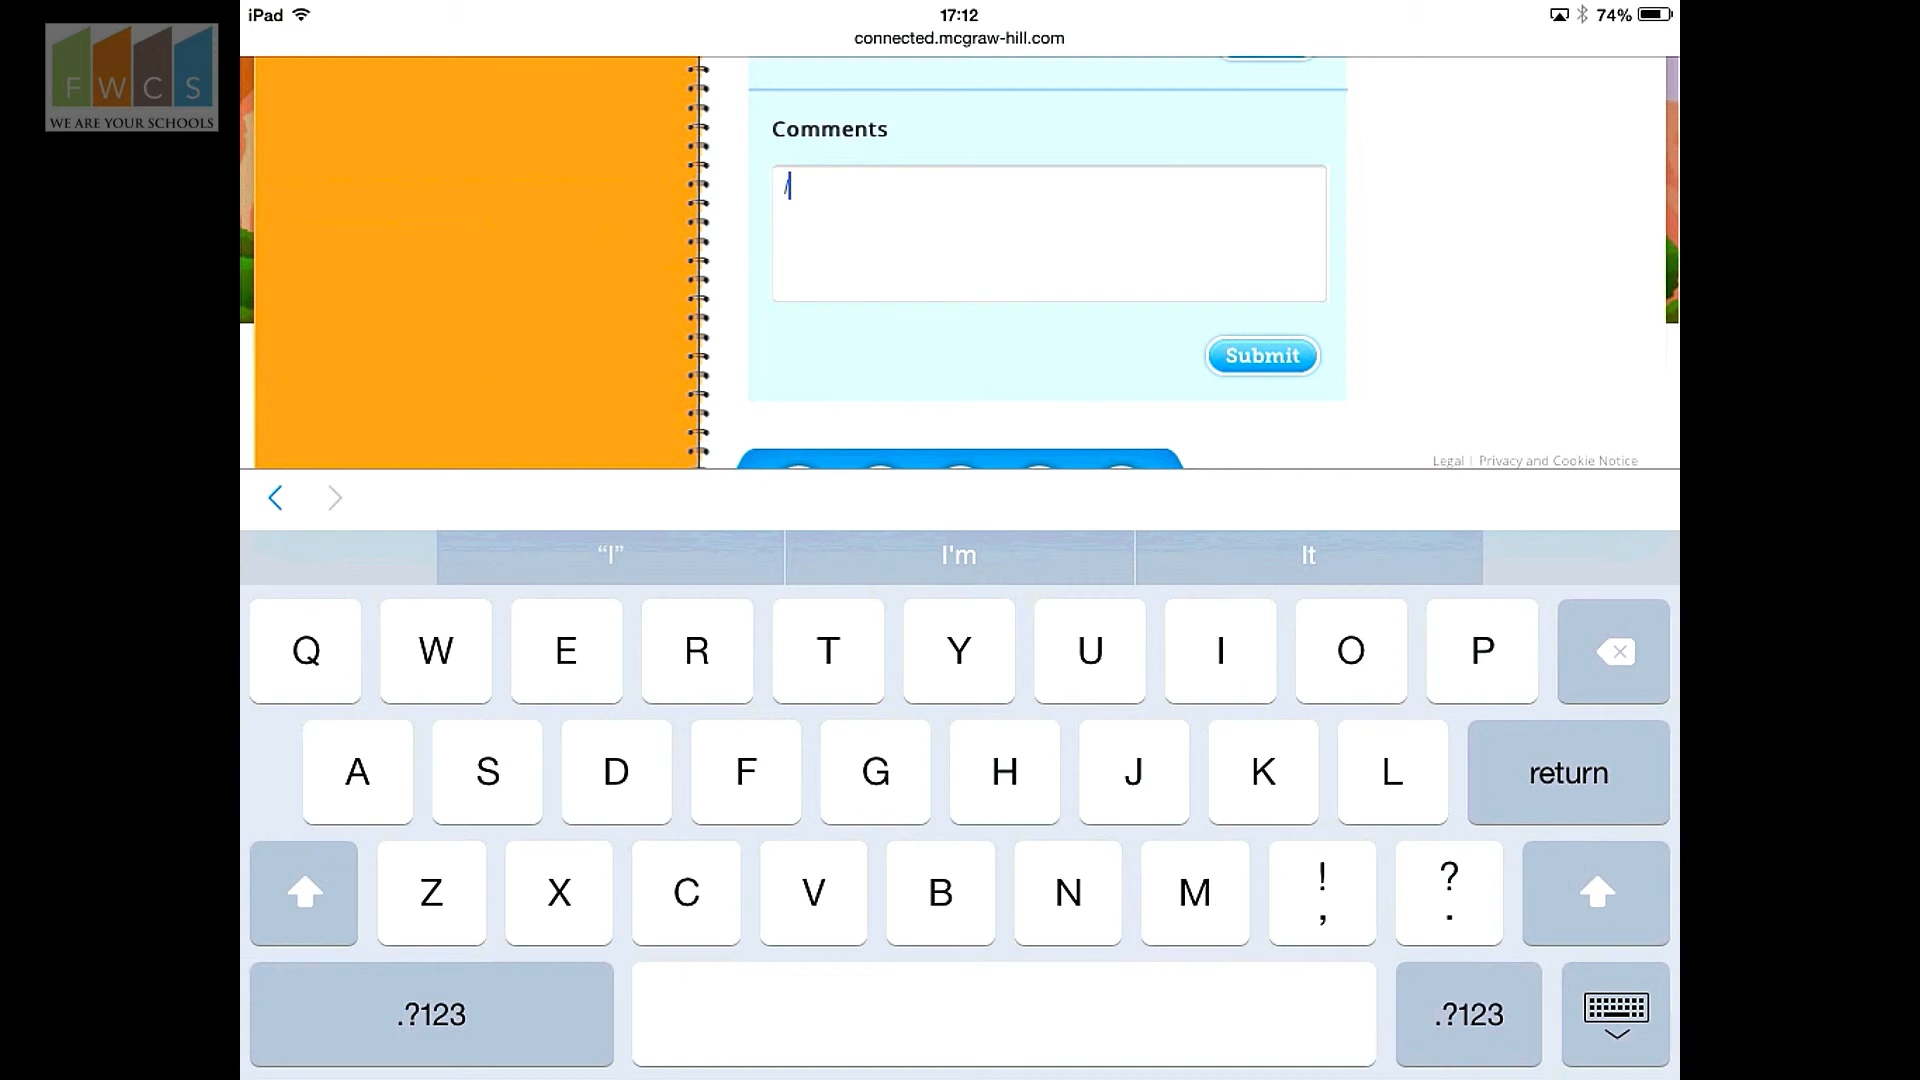 iPad 17:12 74%
connected.mcgraw-hill.com
F W C S
WE ARE YOUR SCHOOLS
Comments
I
Submit
Legal | Privacy and Cookie Notice
“I” I'm It
Q W E R T Y U I O P
A S D F G H J K L return
Z X C V B N M ! , ? .
.?123 .?123